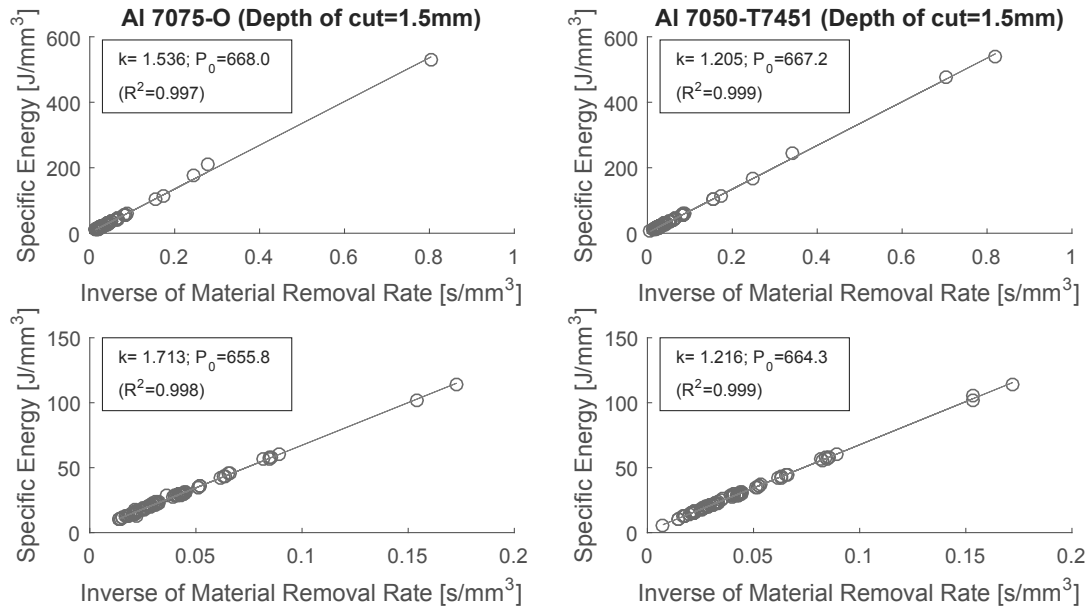 Al 7075-O (Depth of cut=1.5mm)
Specific Energy [J/mm³]
600
400
200
0
k= 1.536; P₀=668.0
(R²=0.997)
0 0.2 0.4 0.6 0.8 1
Inverse of Material Removal Rate [s/mm³]
Al 7050-T7451 (Depth of cut=1.5mm)
Specific Energy [J/mm³]
600
400
200
0
k= 1.205; P₀=667.2
(R²=0.999)
0 0.2 0.4 0.6 0.8 1
Inverse of Material Removal Rate [s/mm³]
Specific Energy [J/mm³]
150
100
50
0
k= 1.713; P₀=655.8
(R²=0.998)
0 0.05 0.1 0.15 0.2
Inverse of Material Removal Rate [s/mm³]
Specific Energy [J/mm³]
150
100
50
0
k= 1.216; P₀=664.3
(R²=0.999)
0 0.05 0.1 0.15 0.2
Inverse of Material Removal Rate [s/mm³]